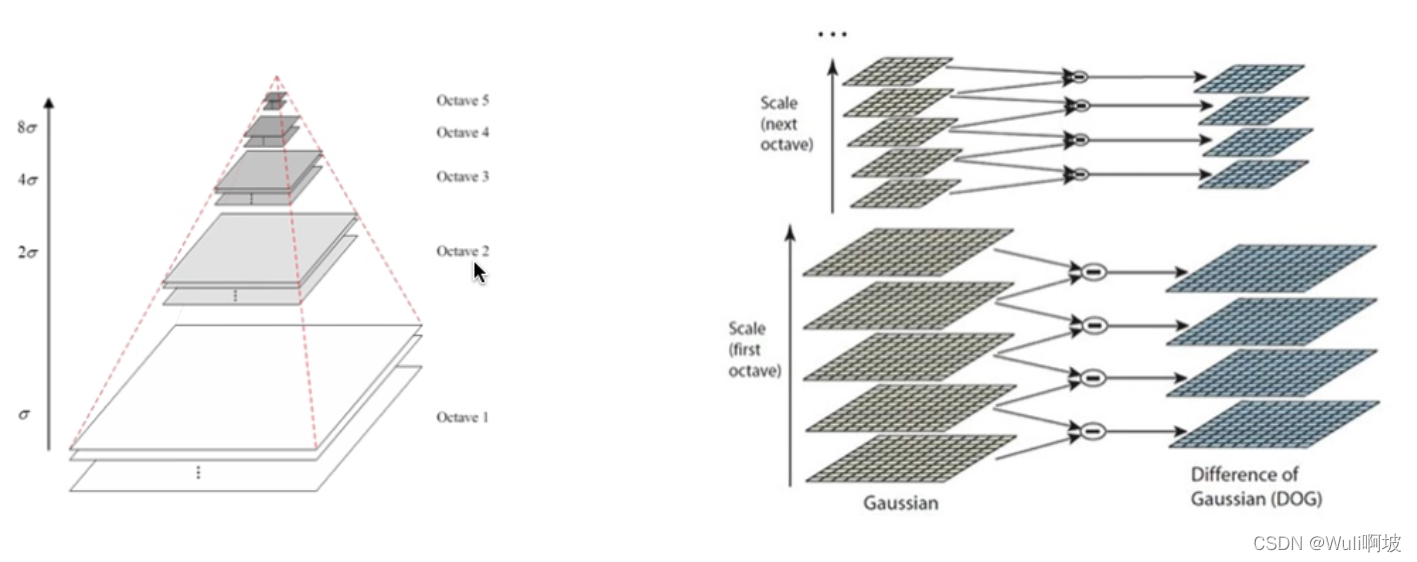 8σ
4σ
2σ
σ
Octave 5
Octave 4
Octave 3
Octave 2
Octave 1
...
Scale
(next
octave)
Scale
(first
octave)
Gaussian
Difference of
Gaussian (DOG)
CSDN @Wuli啊坡